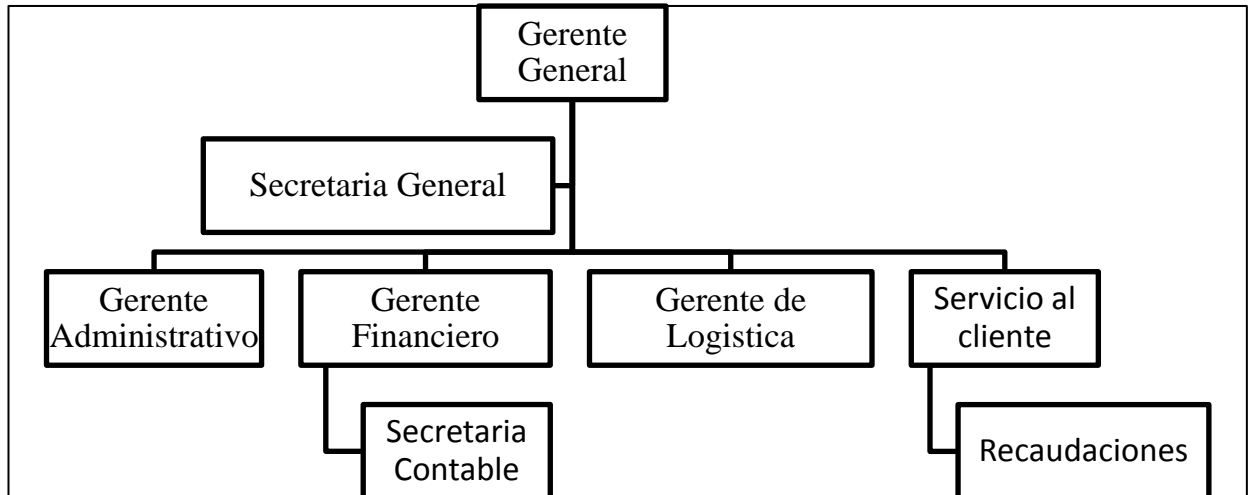 Gerente
General
Secretaria General
Gerente
Administrativo
Gerente
Financiero
Gerente de
Logistica
Servicio al
cliente
Secretaria
Contable
Recaudaciones